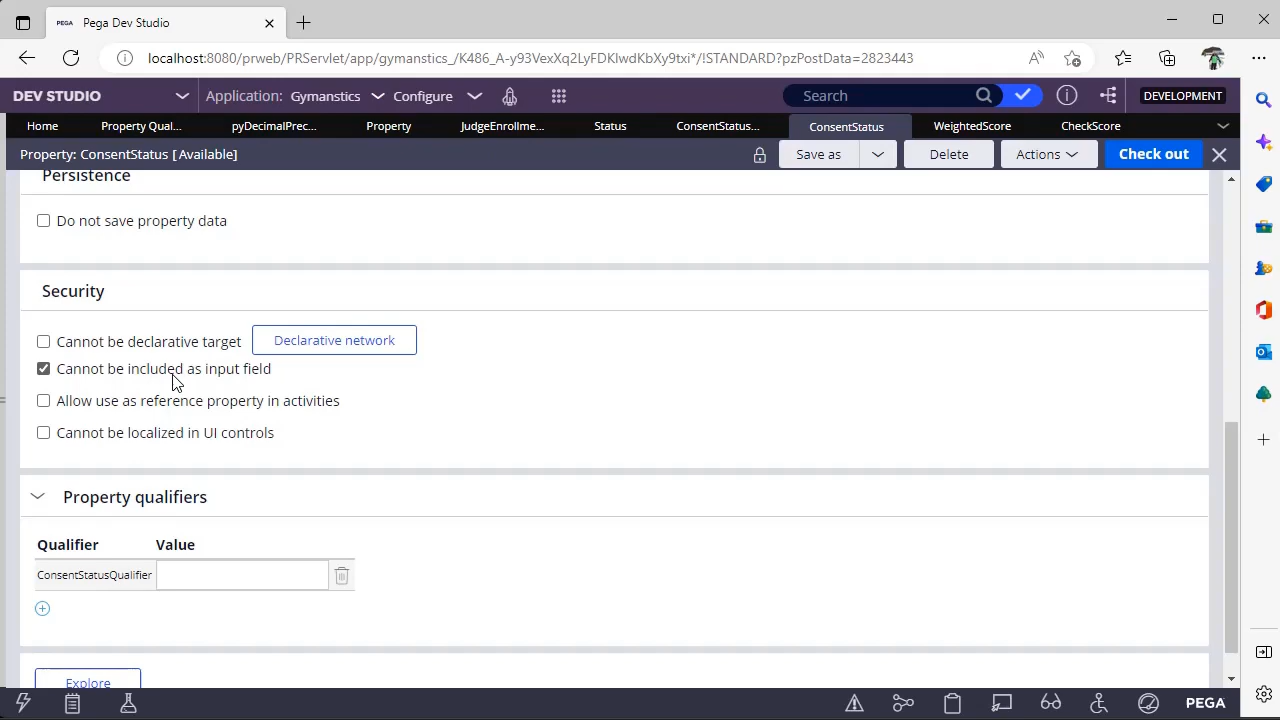 PEGA Pega Dev Studio
localhost:8080/prweb/PRServlet/app/gymanstics_/K486_A-y93VexXq2LyFDKlwdKbXy9txi*/!STANDARD?pzPostData=2823443
DEV STUDIO Application: Gymanstics Configure Search DEVELOPMENT
Home Property Qual... pyDecimalPrec... Property JudgeEnrollme... Status ConsentStatus... ConsentStatus WeightedScore CheckScore
Property: ConsentStatus [Available] Save as Delete Actions Check out
Persistence
Do not save property data
Security
Cannot be declarative target Declarative network
Cannot be included as input field
Allow use as reference property in activities
Cannot be localized in UI controls
Property qualifiers
Qualifier Value
ConsentStatusQualifier
Explore
PEGA